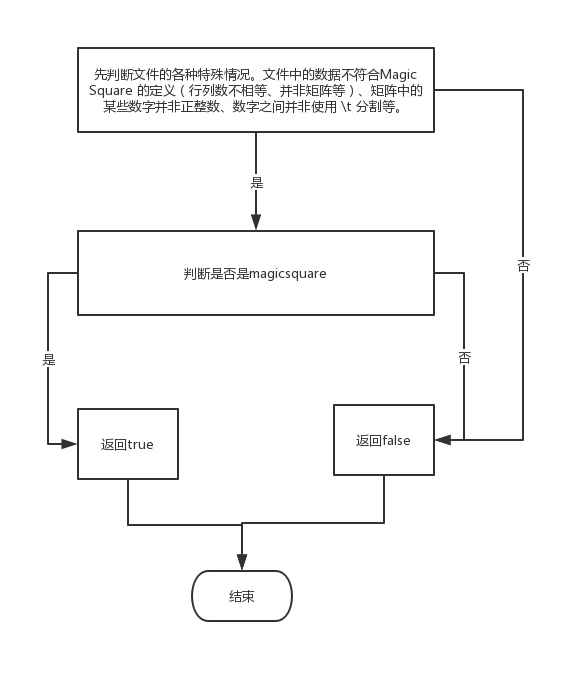 先判断文件的各种特殊情况。文件中的数据不符合Magic
Square 的定义（行列数不相等、并非矩阵等）、矩阵中的
某些数字并非正整数、数字之间并非使用 \t 分割等。
是
否
判断是否是magicsquare
是
否
返回true
返回false
结束